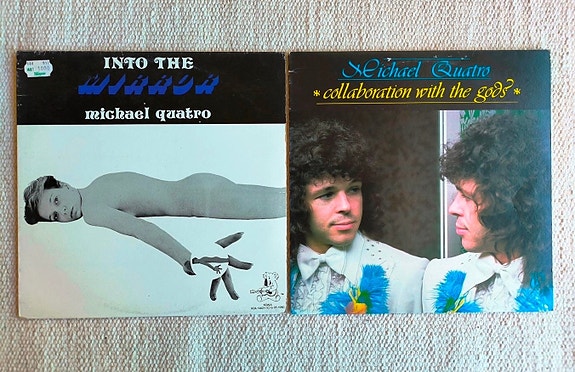 INTO THE
MIRROR
michael quatro
Michael Quatro
* collaboration with the gods *